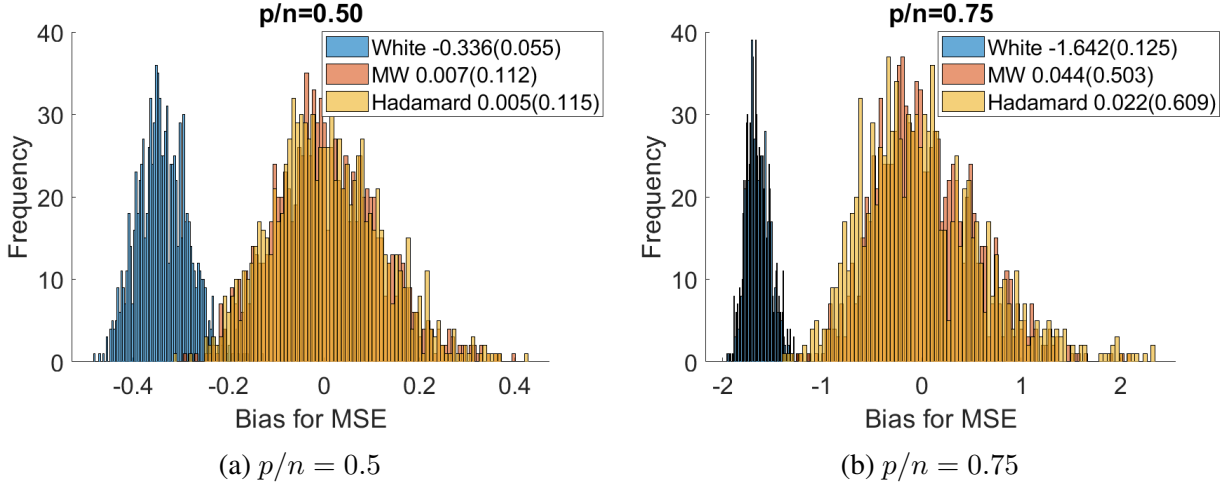 p/n=0.50
White -0.336(0.055)
MW 0.007(0.112)
Hadamard 0.005(0.115)
Frequency
40
30
20
10
0
-0.4 -0.2 0 0.2 0.4
Bias for MSE
(a) p/n = 0.5
p/n=0.75
White -1.642(0.125)
MW 0.044(0.503)
Hadamard 0.022(0.609)
Frequency
40
30
20
10
0
-2 -1 0 1 2
Bias for MSE
(b) p/n = 0.75